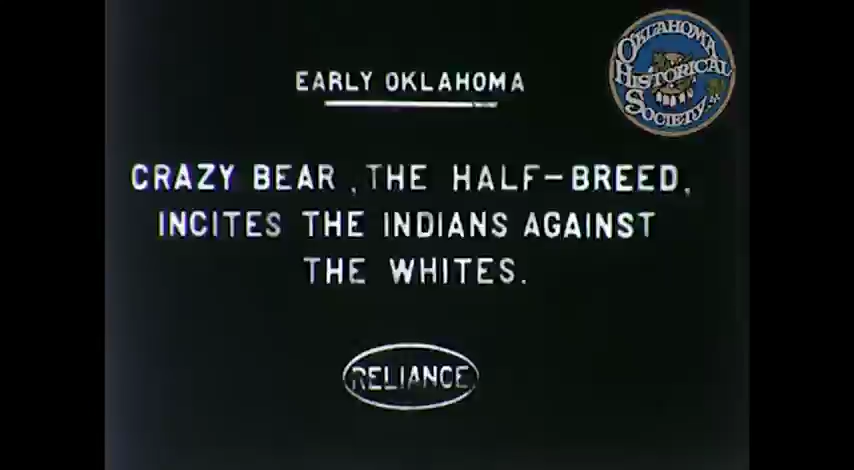 EARLY OKLAHOMA
OKLAHOMA
HISTORICAL
SOCIETY
CRAZY BEAR, THE HALF-BREED,
INCITES THE INDIANS AGAINST
THE WHITES.
RELIANCE